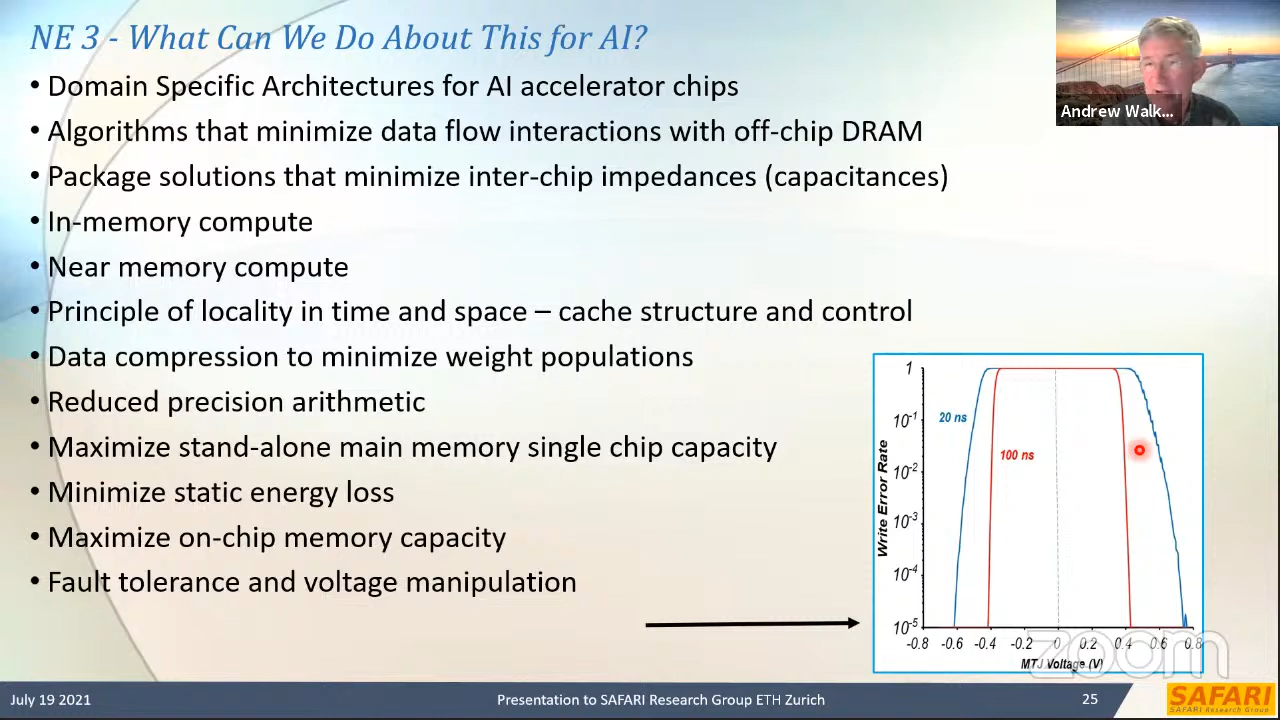 NE 3 - What Can We Do About This for AI?
• Domain Specific Architectures for AI accelerator chips
• Algorithms that minimize data flow interactions with off-chip DRAM
• Package solutions that minimize inter-chip impedances (capacitances)
• In-memory compute
• Near memory compute
• Principle of locality in time and space – cache structure and control
• Data compression to minimize weight populations
• Reduced precision arithmetic
• Maximize stand-alone main memory single chip capacity
• Minimize static energy loss
• Maximize on-chip memory capacity
• Fault tolerance and voltage manipulation
Andrew Walk...
Write Error Rate
1
10-1
10-2
10-3
10-4
10-5
20 ns
100 ns
-0.8 -0.6 -0.4 -0.2 0 0.2 0.4 0.6 0.8
MTJ Voltage (V)
zoom
July 19 2021
Presentation to SAFARI Research Group ETH Zurich
25
SAFARI
SAFARI Research Group